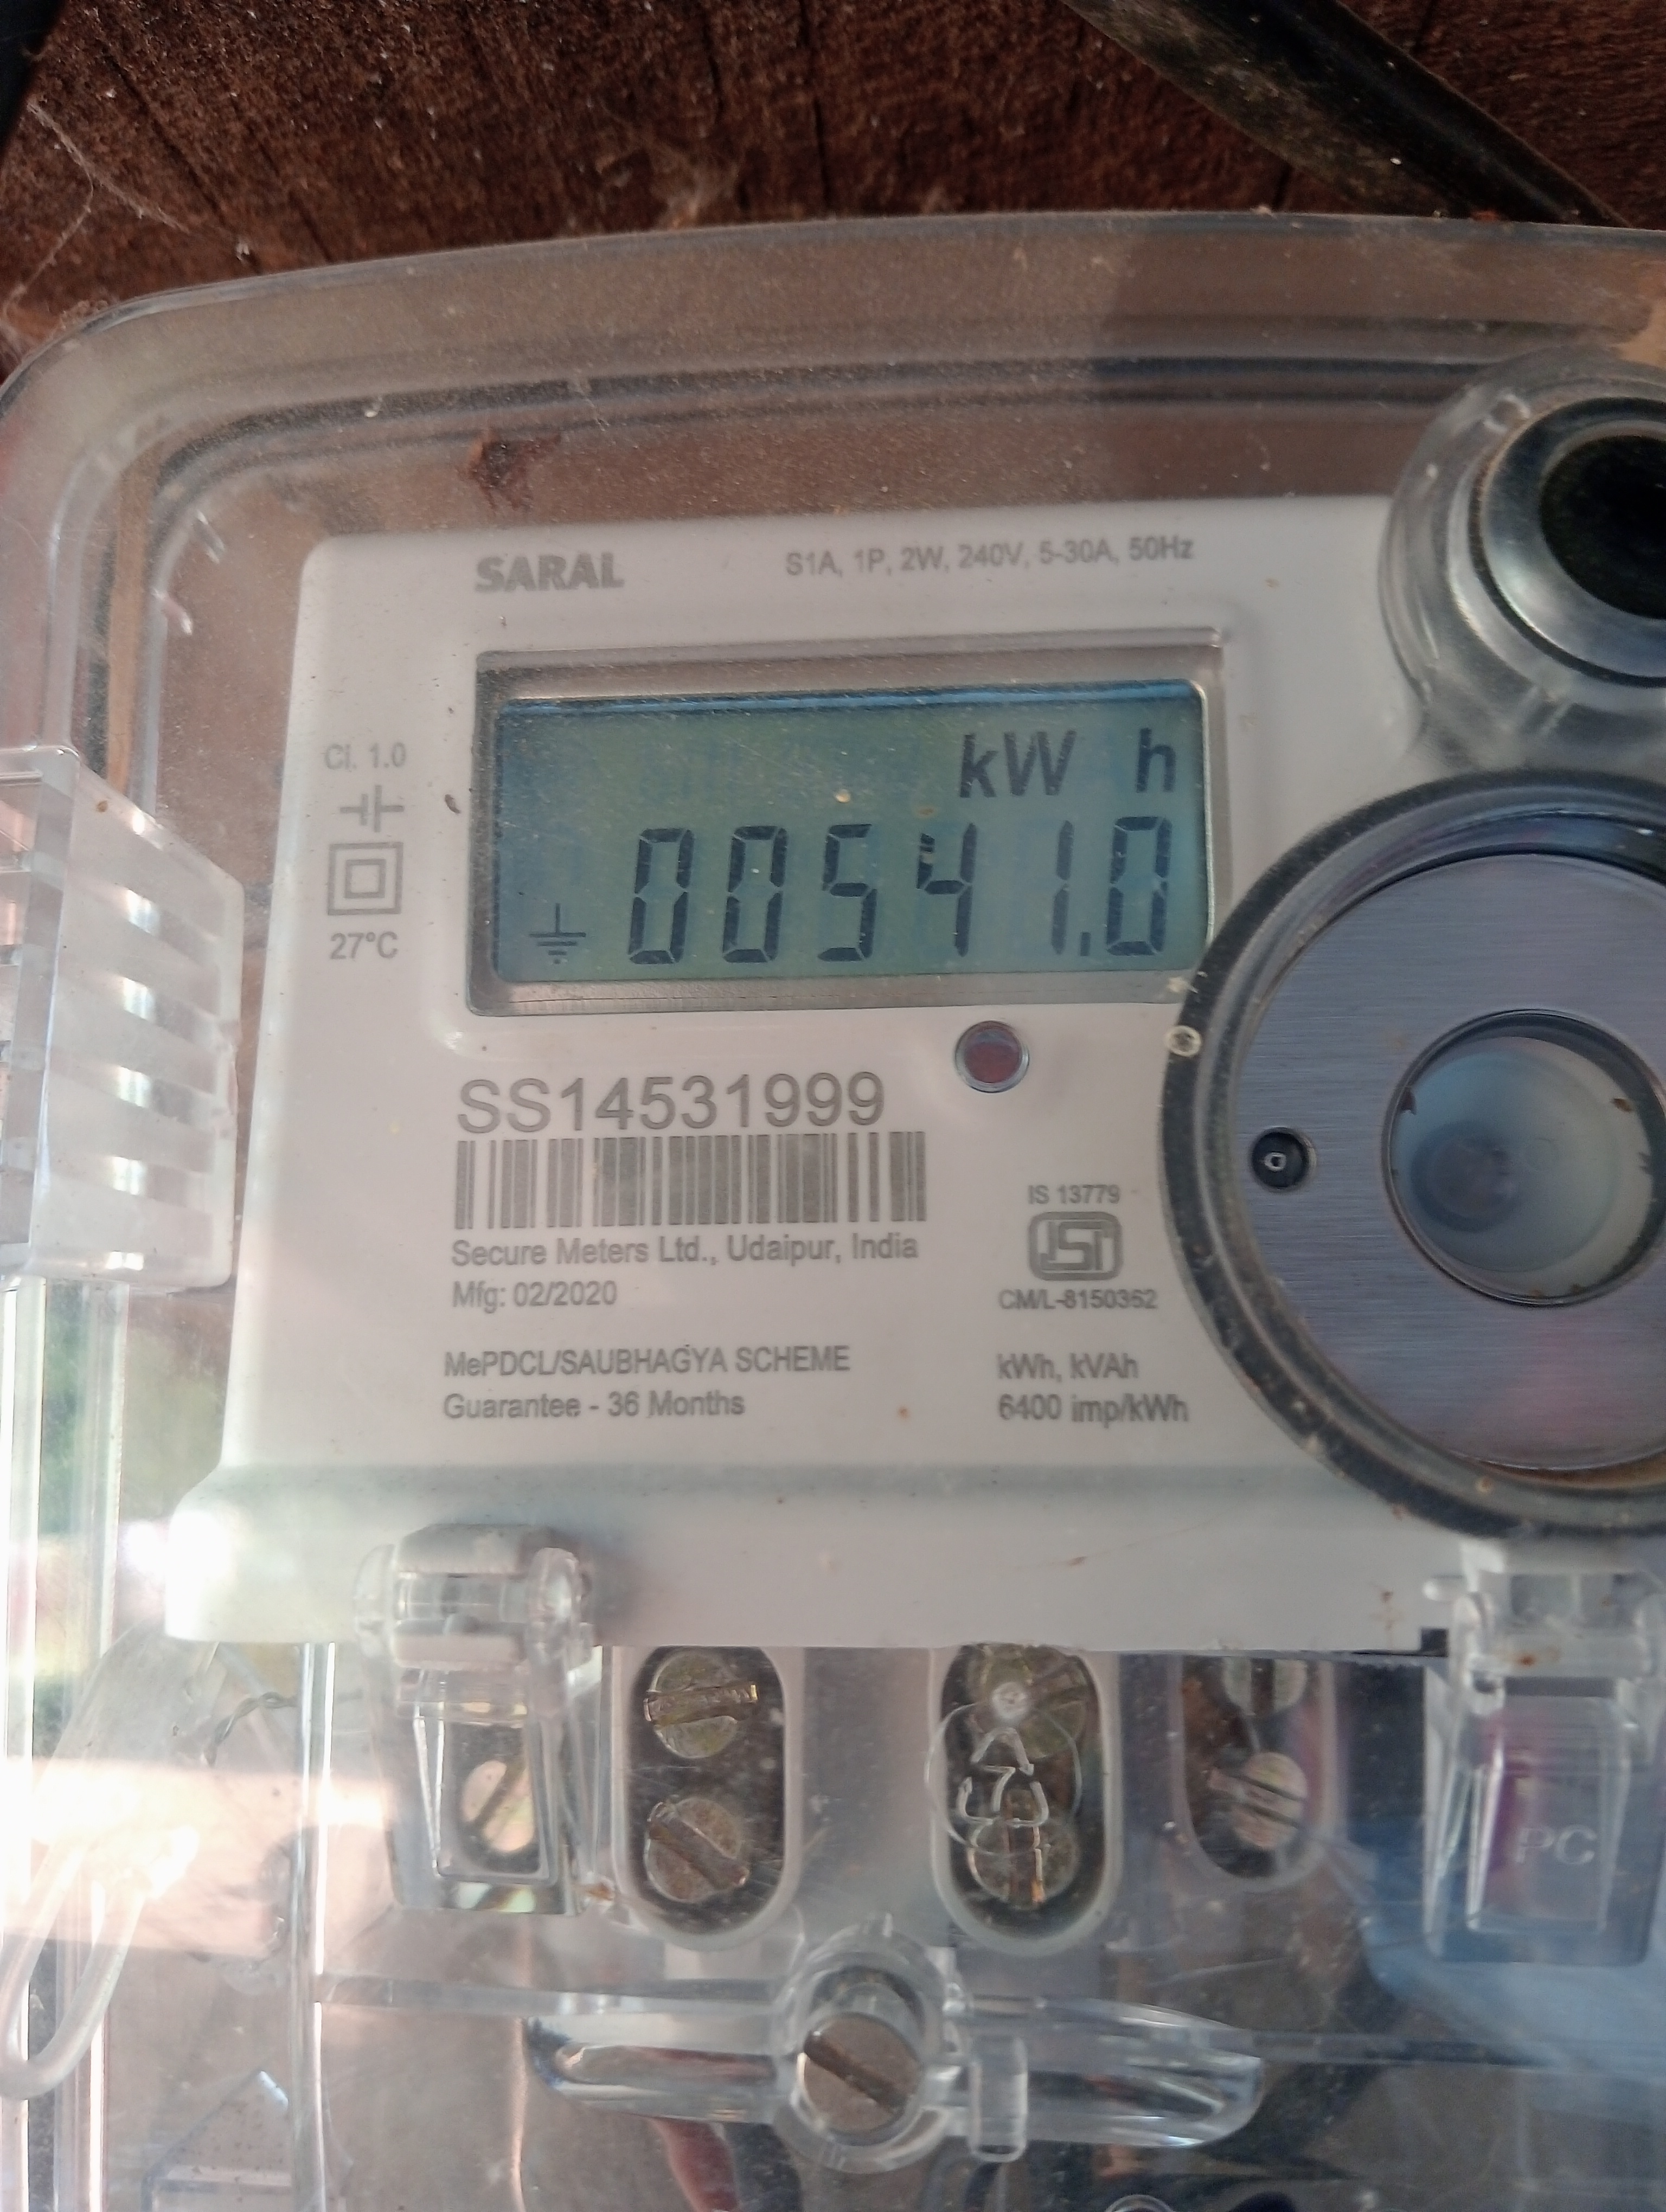 SARAL
S1A, 1P, 2W, 240V, 5-30A, 50Hz
kW h
00541.0
Cl. 1.0
27°C
SS14531999
Secure Meters Ltd., Udaipur, India
Mfg: 02/2020
IS 13779
ISI
CM/L-8150362
MePDCL/SAUBHAGYA SCHEME
Guarantee - 36 Months
kWh, kVAh
6400 imp/kWh
PC